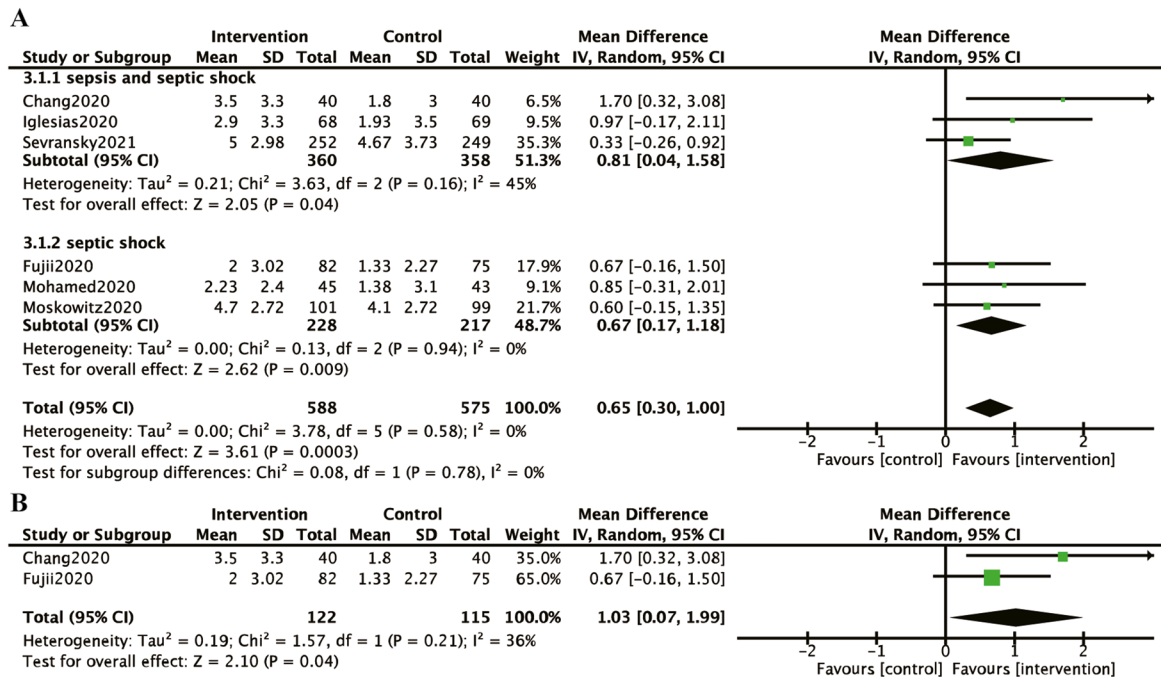 A
Intervention Control Mean Difference Mean Difference
Study or Subgroup Mean SD Total Mean SD Total Weight IV, Random, 95% CI IV, Random, 95% CI
3.1.1 sepsis and septic shock
Chang2020 3.5 3.3 40 1.8 3 40 6.5% 1.70 [0.32, 3.08]
Iglesias2020 2.9 3.3 68 1.93 3.5 69 9.5% 0.97 [-0.17, 2.11]
Sevransky2021 5 2.98 252 4.67 3.73 249 35.3% 0.33 [-0.26, 0.92]
Subtotal (95% CI) 360 358 51.3% 0.81 [0.04, 1.58]
Heterogeneity: Tau² = 0.21; Chi² = 3.63, df = 2 (P = 0.16); I² = 45%
Test for overall effect: Z = 2.05 (P = 0.04)
3.1.2 septic shock
Fujii2020 2 3.02 82 1.33 2.27 75 17.9% 0.67 [-0.16, 1.50]
Mohamed2020 2.23 2.4 45 1.38 3.1 43 9.1% 0.85 [-0.31, 2.01]
Moskowitz2020 4.7 2.72 101 4.1 2.72 99 21.7% 0.60 [-0.15, 1.35]
Subtotal (95% CI) 228 217 48.7% 0.67 [0.17, 1.18]
Heterogeneity: Tau² = 0.00; Chi² = 0.13, df = 2 (P = 0.94); I² = 0%
Test for overall effect: Z = 2.62 (P = 0.009)
Total (95% CI) 588 575 100.0% 0.65 [0.30, 1.00]
Heterogeneity: Tau² = 0.00; Chi² = 3.78, df = 5 (P = 0.58); I² = 0%
Test for overall effect: Z = 3.61 (P = 0.0003)
Test for subgroup differences: Chi² = 0.08, df = 1 (P = 0.78), I² = 0%
-2 -1 0 1 2
Favours [control] Favours [intervention]
B
Intervention Control Mean Difference Mean Difference
Study or Subgroup Mean SD Total Mean SD Total Weight IV, Random, 95% CI IV, Random, 95% CI
Chang2020 3.5 3.3 40 1.8 3 40 35.0% 1.70 [0.32, 3.08]
Fujii2020 2 3.02 82 1.33 2.27 75 65.0% 0.67 [-0.16, 1.50]
Total (95% CI) 122 115 100.0% 1.03 [0.07, 1.99]
Heterogeneity: Tau² = 0.19; Chi² = 1.57, df = 1 (P = 0.21); I² = 36%
Test for overall effect: Z = 2.10 (P = 0.04)
-2 -1 0 1 2
Favours [control] Favours [intervention]